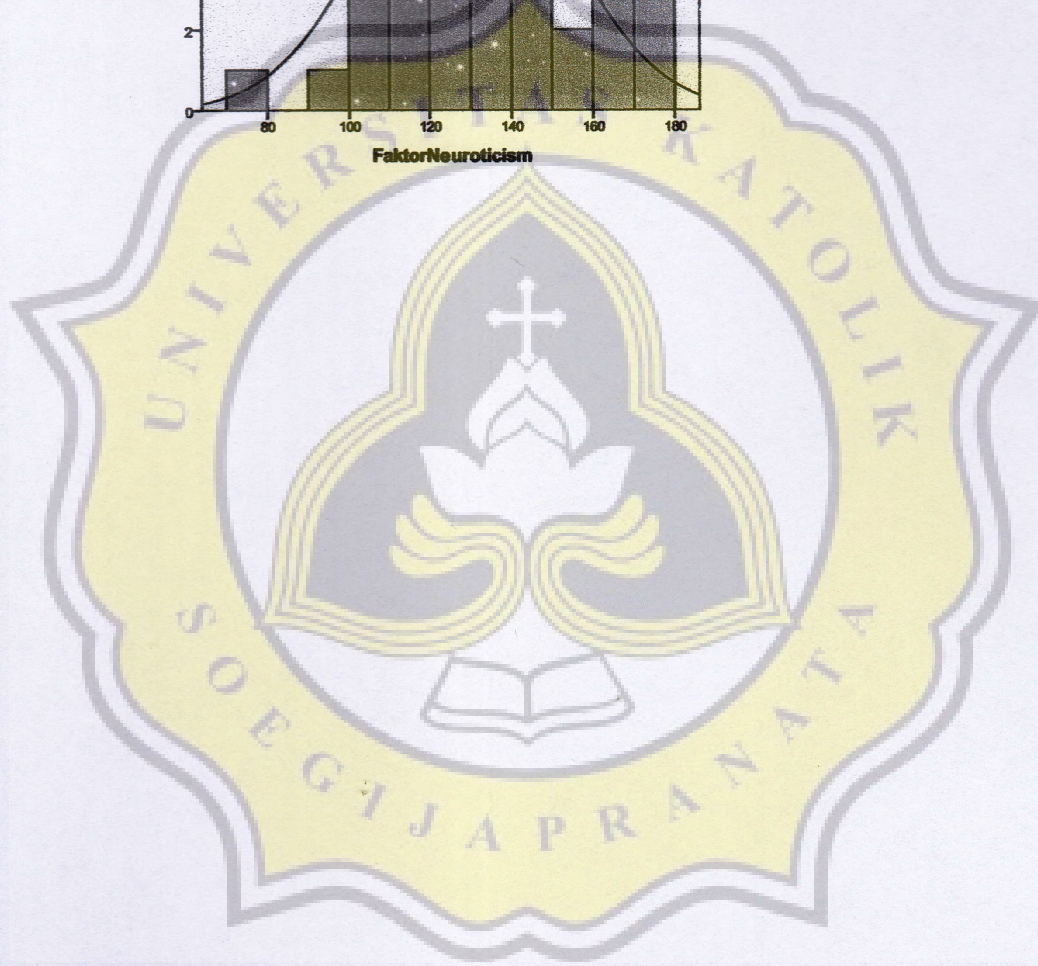 2
0
80 100 120 140 160 180
FaktorNeuroticism
UNIVERSITAS KATOLIK
SOEGIJAPRANATA